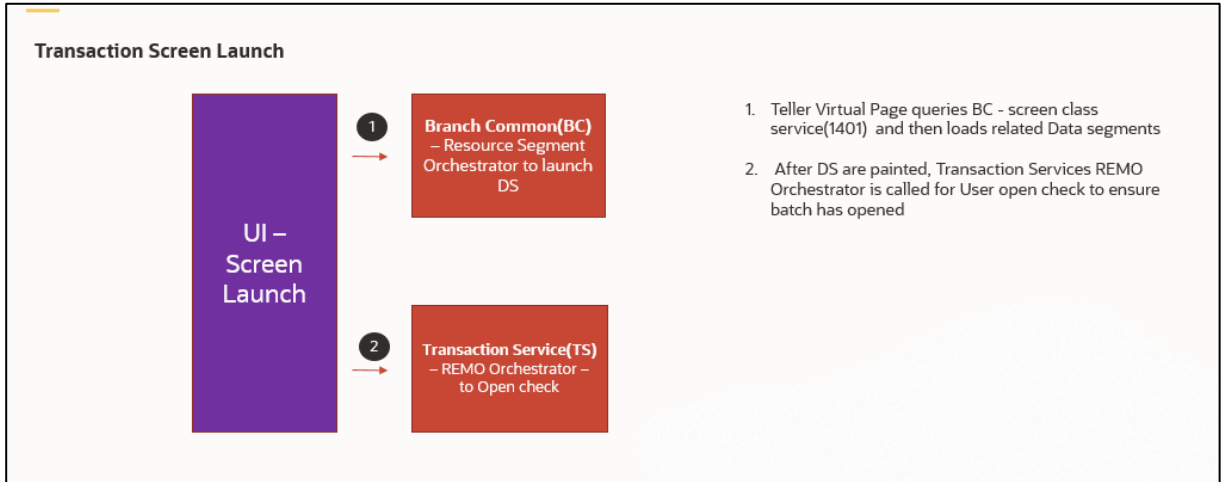 Transaction Screen Launch
UI –
Screen
Launch
1
Branch Common(BC)
– Resource Segment
Orchestrator to launch
DS
2
Transaction Service(TS)
– REMO Orchestrator –
to Open check
1. Teller Virtual Page queries BC - screen class
service(1401) and then loads related Data segments
2. After DS are painted, Transaction Services REMO
Orchestrator is called for User open check to ensure
batch has opened